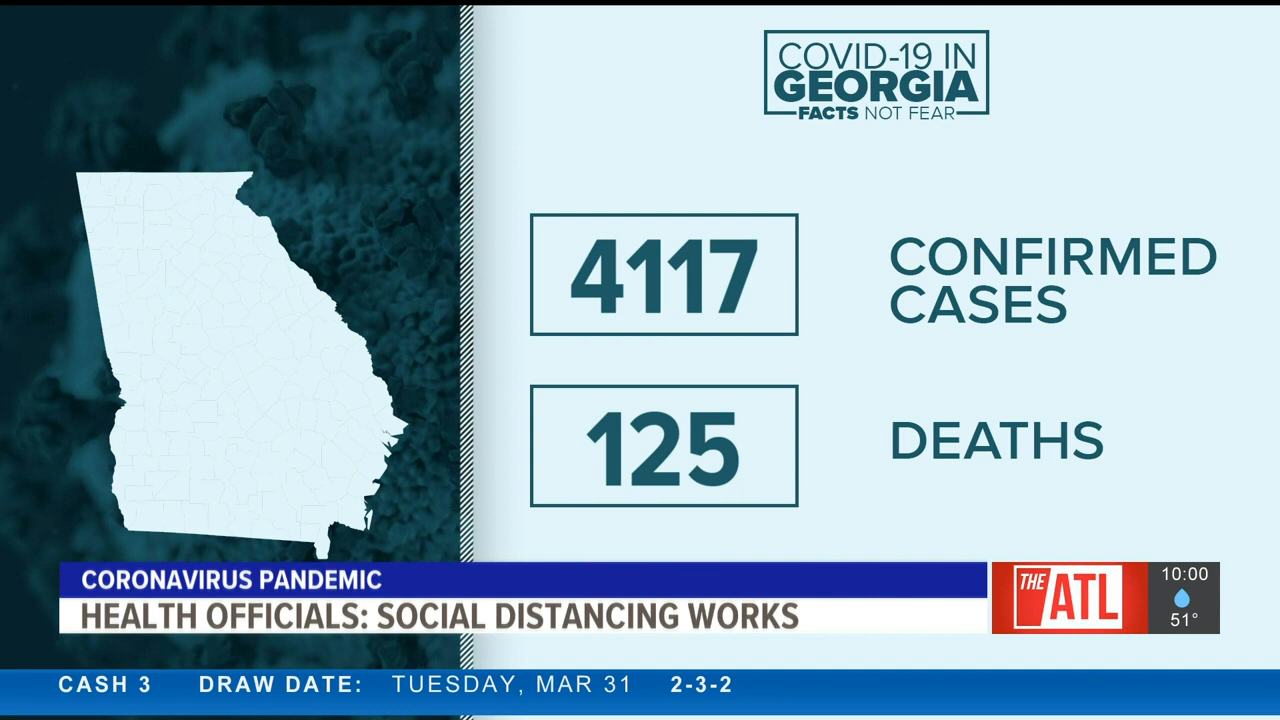 COVID-19 IN
GEORGIA
FACTS NOT FEAR
4117
CONFIRMED
CASES
125
DEATHS
CORONAVIRUS PANDEMIC
HEALTH OFFICIALS: SOCIAL DISTANCING WORKS
THE ATL
10:00
51°
CASH 3 DRAW DATE: TUESDAY, MAR 31 2-3-2